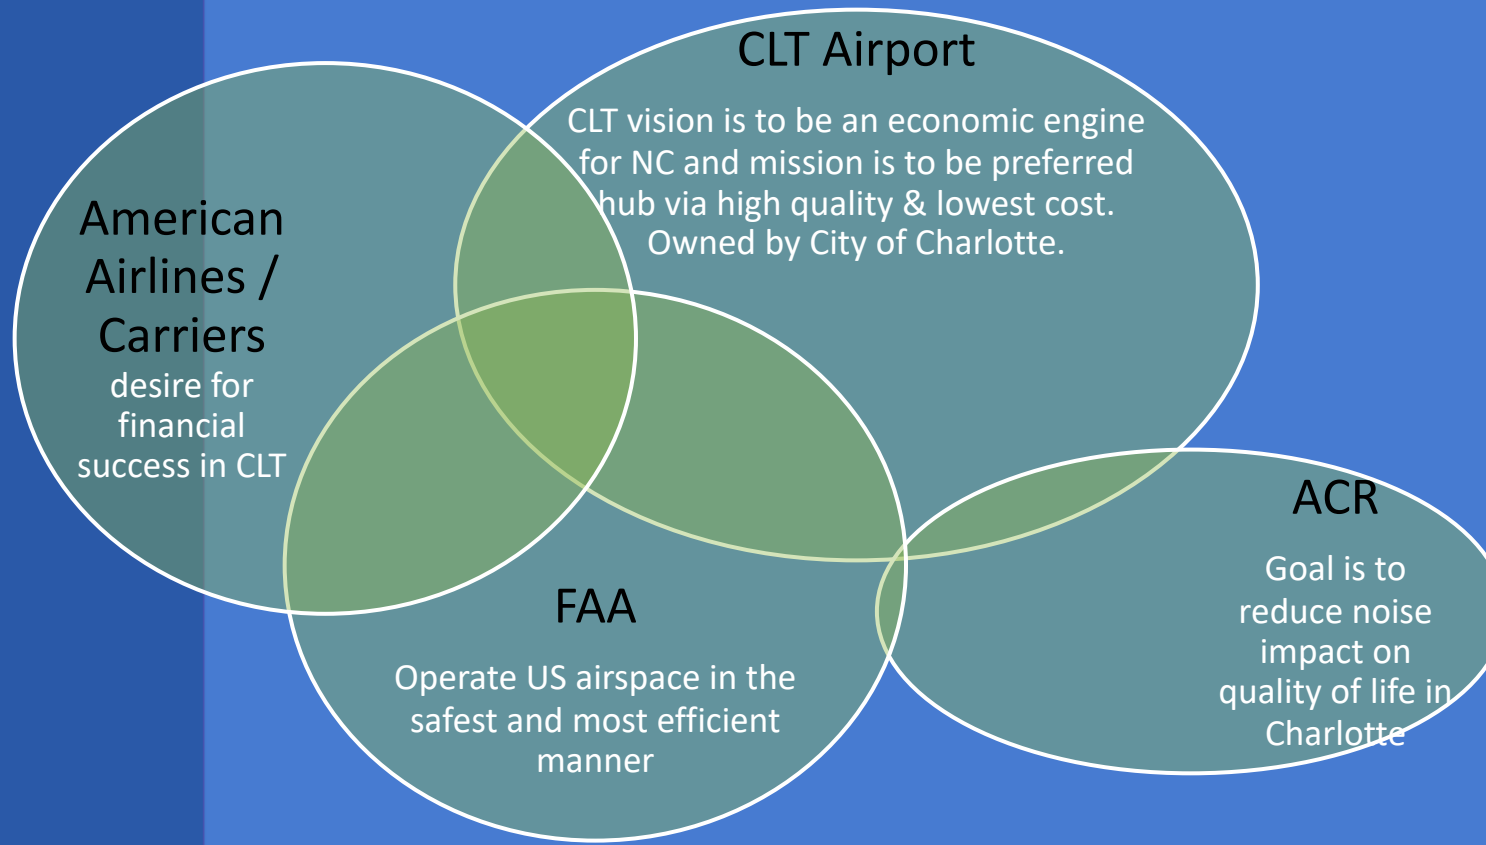 CLT Airport
CLT vision is to be an economic engine
for NC and mission is to be preferred
hub via high quality & lowest cost.
Owned by City of Charlotte.
American
Airlines /
Carriers
desire for
financial
success in CLT
ACR
Goal is to
reduce noise
impact on
quality of life in
Charlotte
FAA
Operate US airspace in the
safest and most efficient
manner